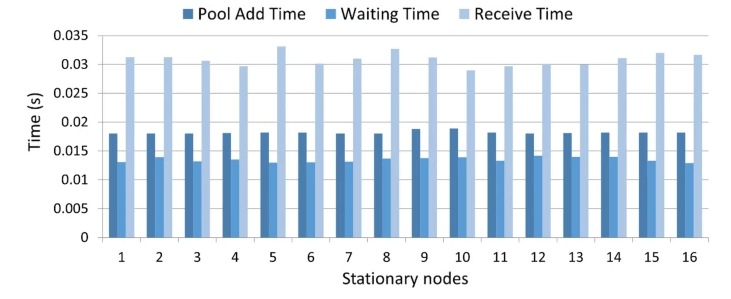 Pool Add Time Waiting Time Receive Time
0.035
0.03
0.025
0.02
0.015
0.01
0.005
0
Time (s)
1 2 3 4 5 6 7 8 9 10 11 12 13 14 15 16
Stationary nodes